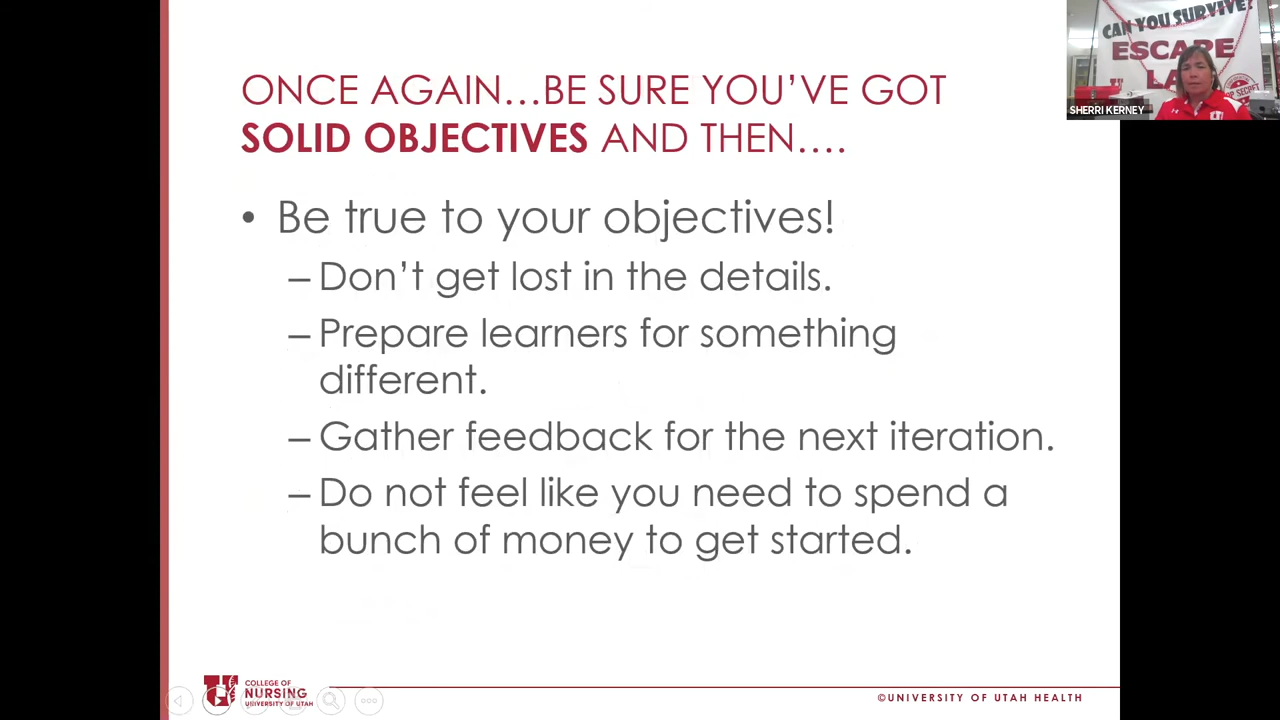 ONCE AGAIN…BE SURE YOU’VE GOT
SOLID OBJECTIVES AND THEN….
• Be true to your objectives!
– Don’t get lost in the details.
– Prepare learners for something
different.
– Gather feedback for the next iteration.
– Do not feel like you need to spend a
bunch of money to get started.
CAN YOU SURVIVE?
ESCAPE
SHERRI KERNEY
COLLEGE OF
NURSING
UNIVERSITY OF UTAH
©UNIVERSITY OF UTAH HEALTH